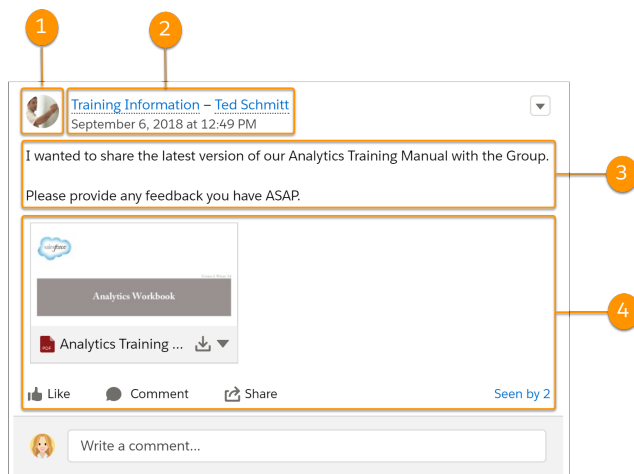 1
2
Training Information – Ted Schmitt
September 6, 2018 at 12:49 PM
I wanted to share the latest version of our Analytics Training Manual with the Group.
3
Please provide any feedback you have ASAP.
salesforce
Analytics Workbook
4
PDF
Analytics Training ...
Like
Comment
Share
Seen by 2
Write a comment...